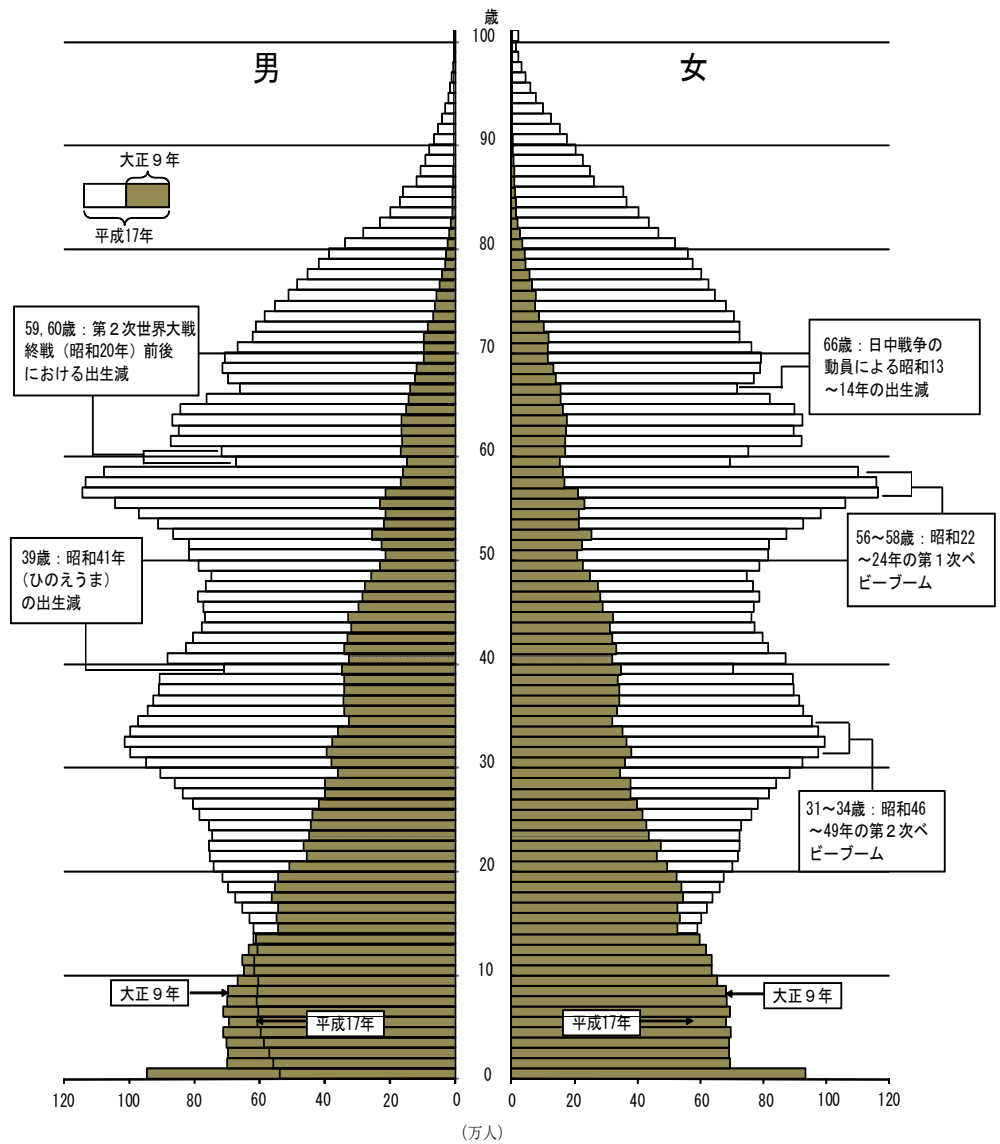 歳
男
女
100
90
80
70
60
50
40
30
20
10
0
大正9年
平成17年
59,60歳：第2次世界大戦
終戦（昭和20年）前後
における出生減
66歳：日中戦争の
動員による昭和13
～14年の出生減
39歳：昭和41年
（ひのえうま）
の出生減
56～58歳：昭和22
～24年の第1次ベ
ビーブーム
31～34歳：昭和46
～49年の第2次ベ
ビーブーム
大正9年
平成17年
平成17年
大正9年
120 100 80 60 40 20 0
0 20 40 60 80 100 120
(万人)